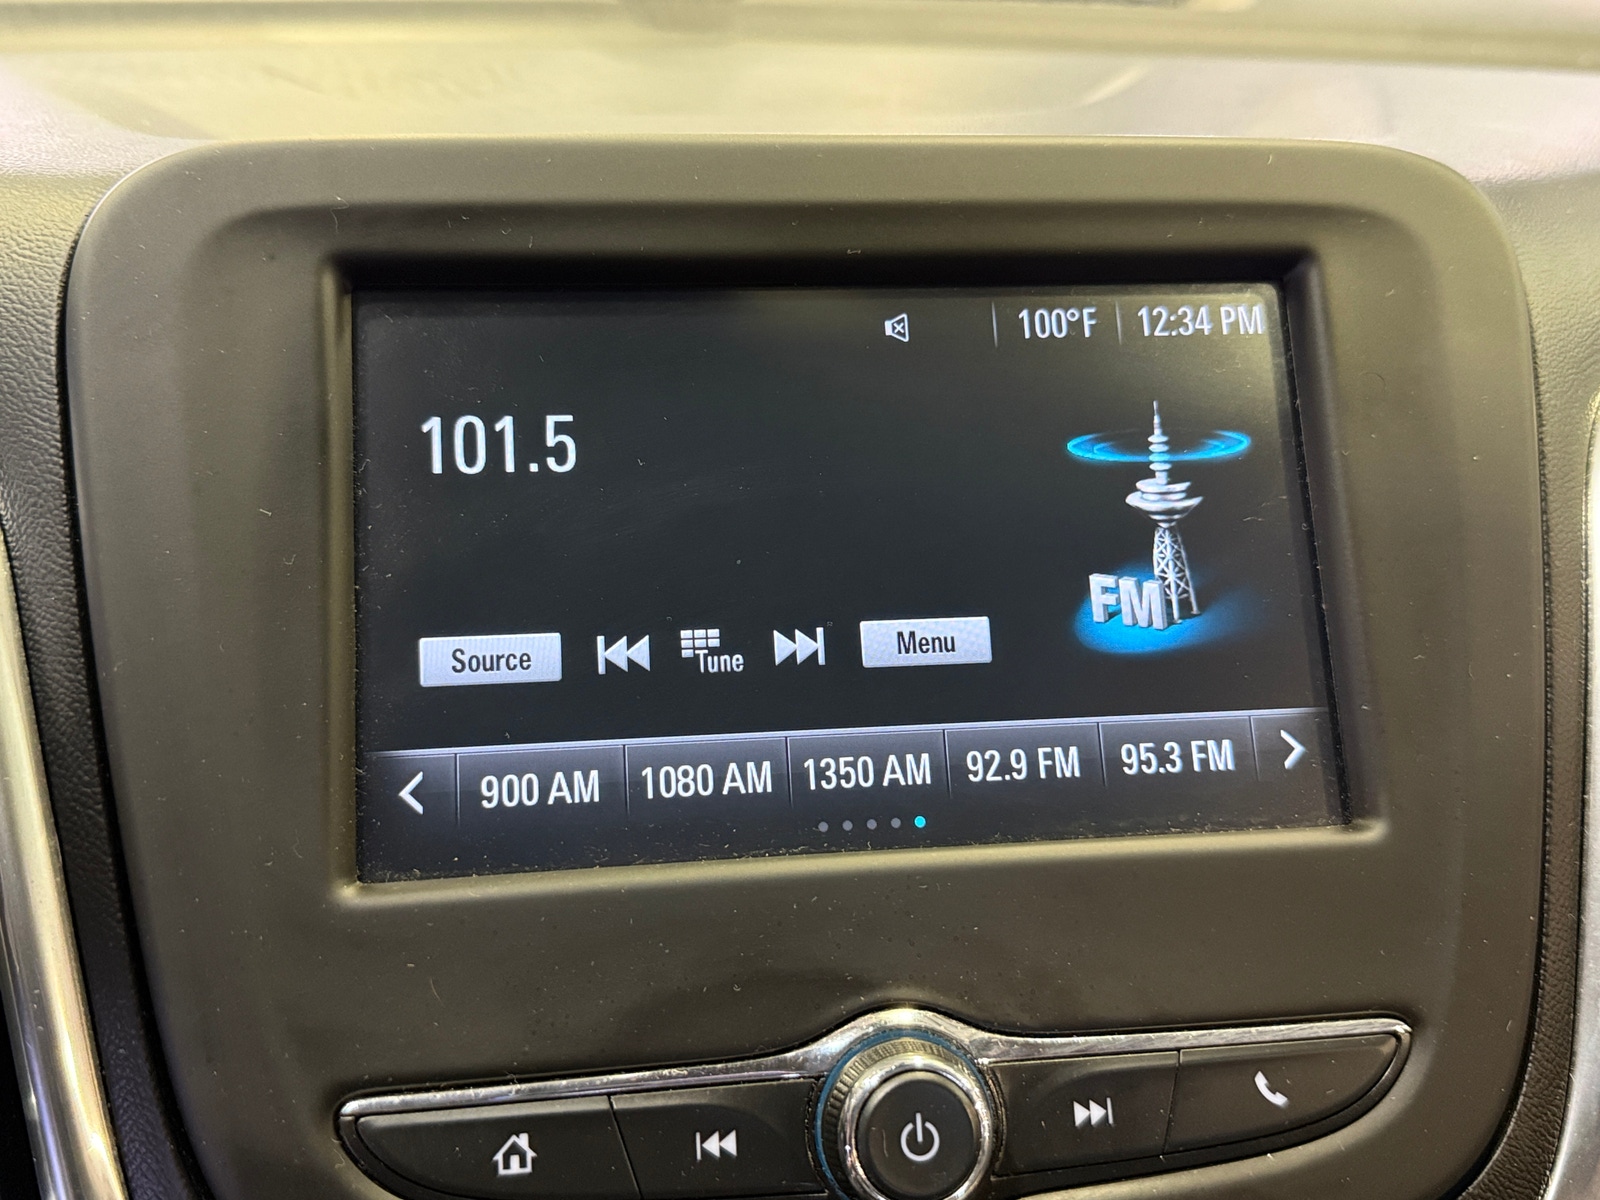 100°F 12:34 PM
101.5
FM
Source Tune Menu
900 AM 1080 AM 1350 AM 92.9 FM 95.3 FM